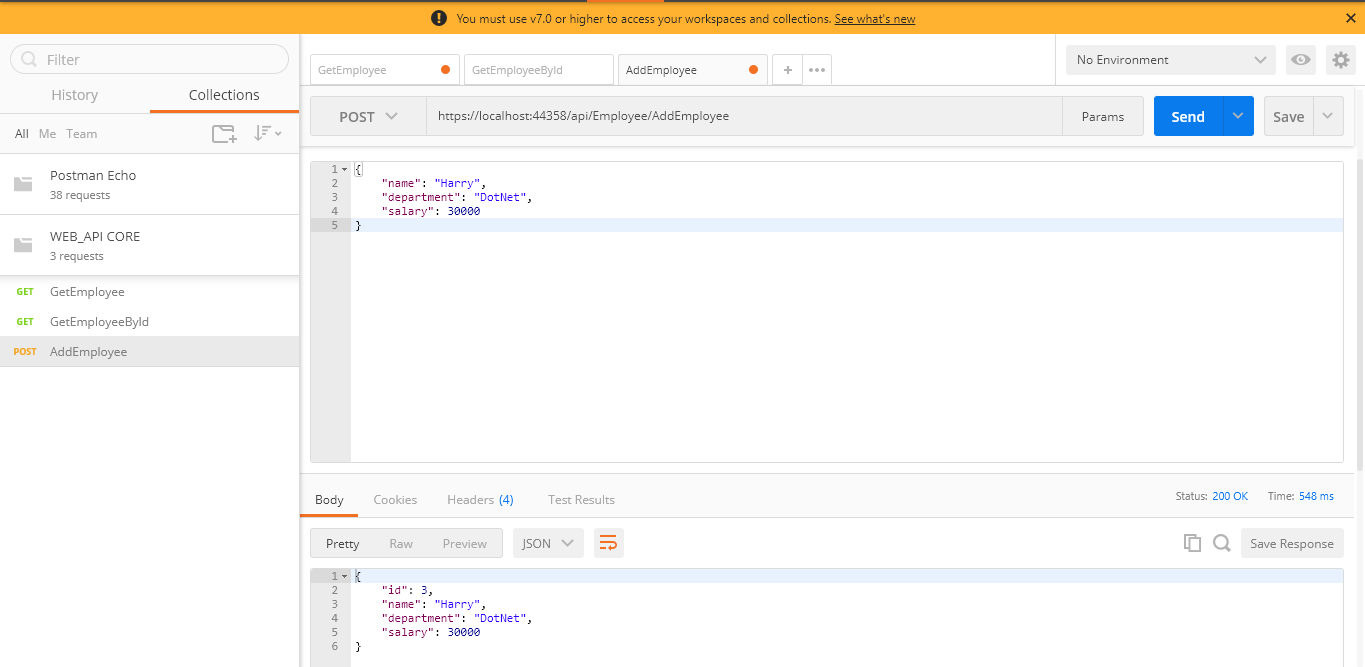 You must use v7.0 or higher to access your workspaces and collections. See what's new
Filter
History Collections
All Me Team
Postman Echo
38 requests
WEB_API CORE
3 requests
GET GetEmployee
GET GetEmployeeById
POST AddEmployee
GetEmployee GetEmployeeById AddEmployee
No Environment
POST https://localhost:44358/api/Employee/AddEmployee Params Send Save
1 {
2 "name": "Harry",
3 "department": "DotNet",
4 "salary": 30000
5 }
Body Cookies Headers (4) Test Results Status: 200 OK Time: 548 ms
Pretty Raw Preview JSON Save Response
1 {
2 "id": 3,
3 "name": "Harry",
4 "department": "DotNet",
5 "salary": 30000
6 }